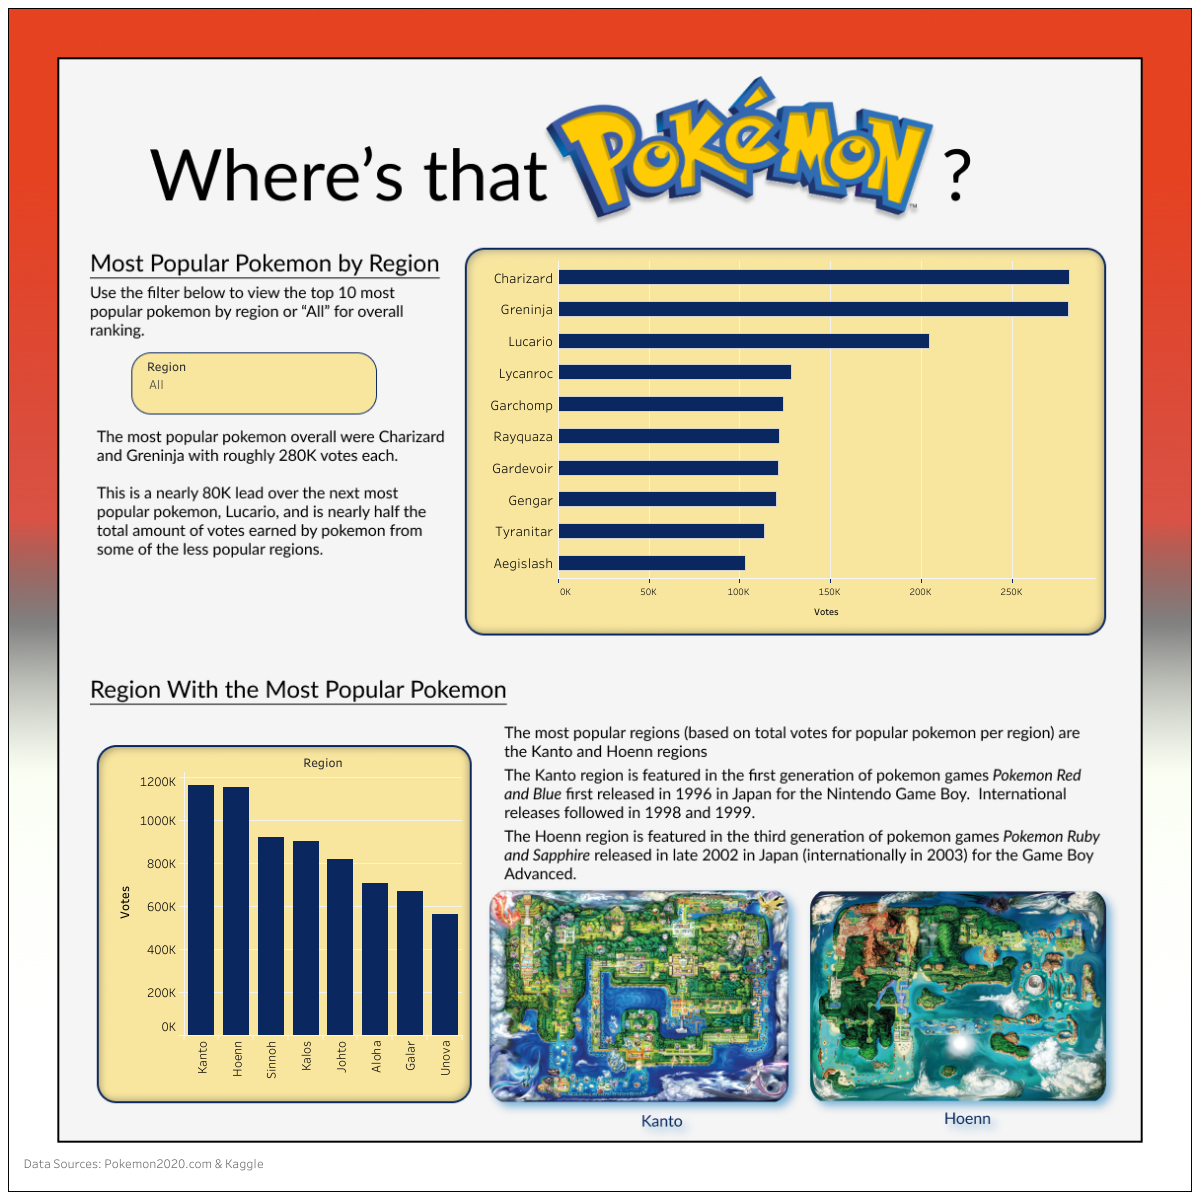 Where's that POKéMON ?
™
Most Popular Pokemon by Region
Use the filter below to view the top 10 most
popular pokemon by region or “All” for overall
ranking.
Region
All
The most popular pokemon overall were Charizard
and Greninja with roughly 280K votes each.
This is a nearly 80K lead over the next most
popular pokemon, Lucario, and is nearly half the
total amount of votes earned by pokemon from
some of the less popular regions.
Charizard
Greninja
Lucario
Lycanroc
Garchomp
Rayquaza
Gardevoir
Gengar
Tyranitar
Aegislash
0K 50K 100K 150K 200K 250K
Votes
Region With the Most Popular Pokemon
Region
1200K
1000K
800K
600K
400K
200K
0K
Votes
Kanto
Hoenn
Sinnoh
Kalos
Johto
Aloha
Galar
Unova
The most popular regions (based on total votes for popular pokemon per region) are
the Kanto and Hoenn regions
The Kanto region is featured in the first generation of pokemon games Pokemon Red
and Blue first released in 1996 in Japan for the Nintendo Game Boy.  International
releases followed in 1998 and 1999.
The Hoenn region is featured in the third generation of pokemon games Pokemon Ruby
and Sapphire released in late 2002 in Japan (internationally in 2003) for the Game Boy
Advanced.
Kanto
Hoenn
Data Sources: Pokemon2020.com & Kaggle